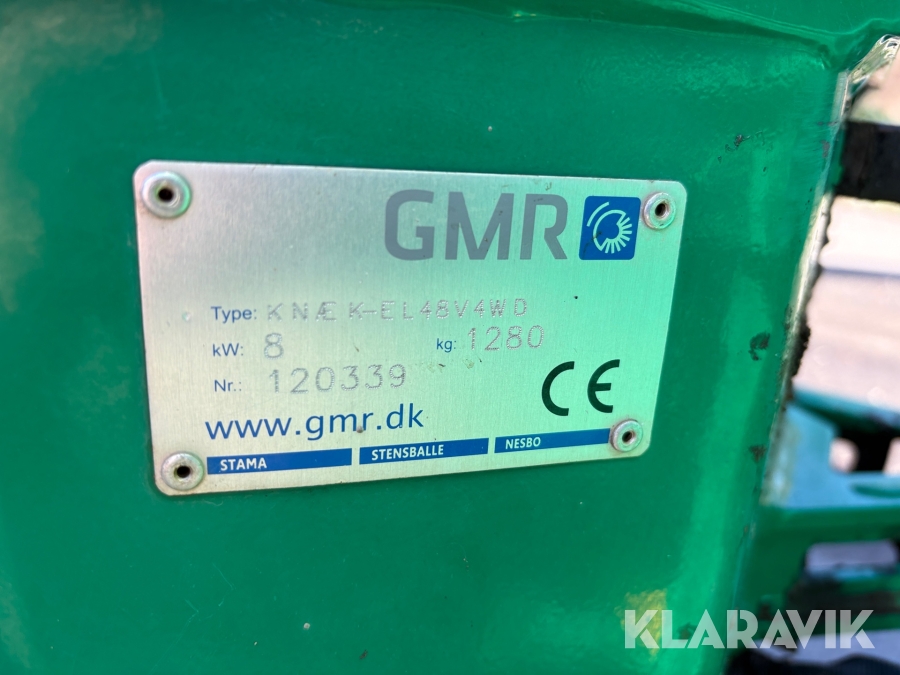 GMR
Type: KNÆK-EL48V4WD
kW: 8 kg: 1280
Nr.: 120339
www.gmr.dk
CE
STAMA STENSBALLE NESBO
KLARAVIK